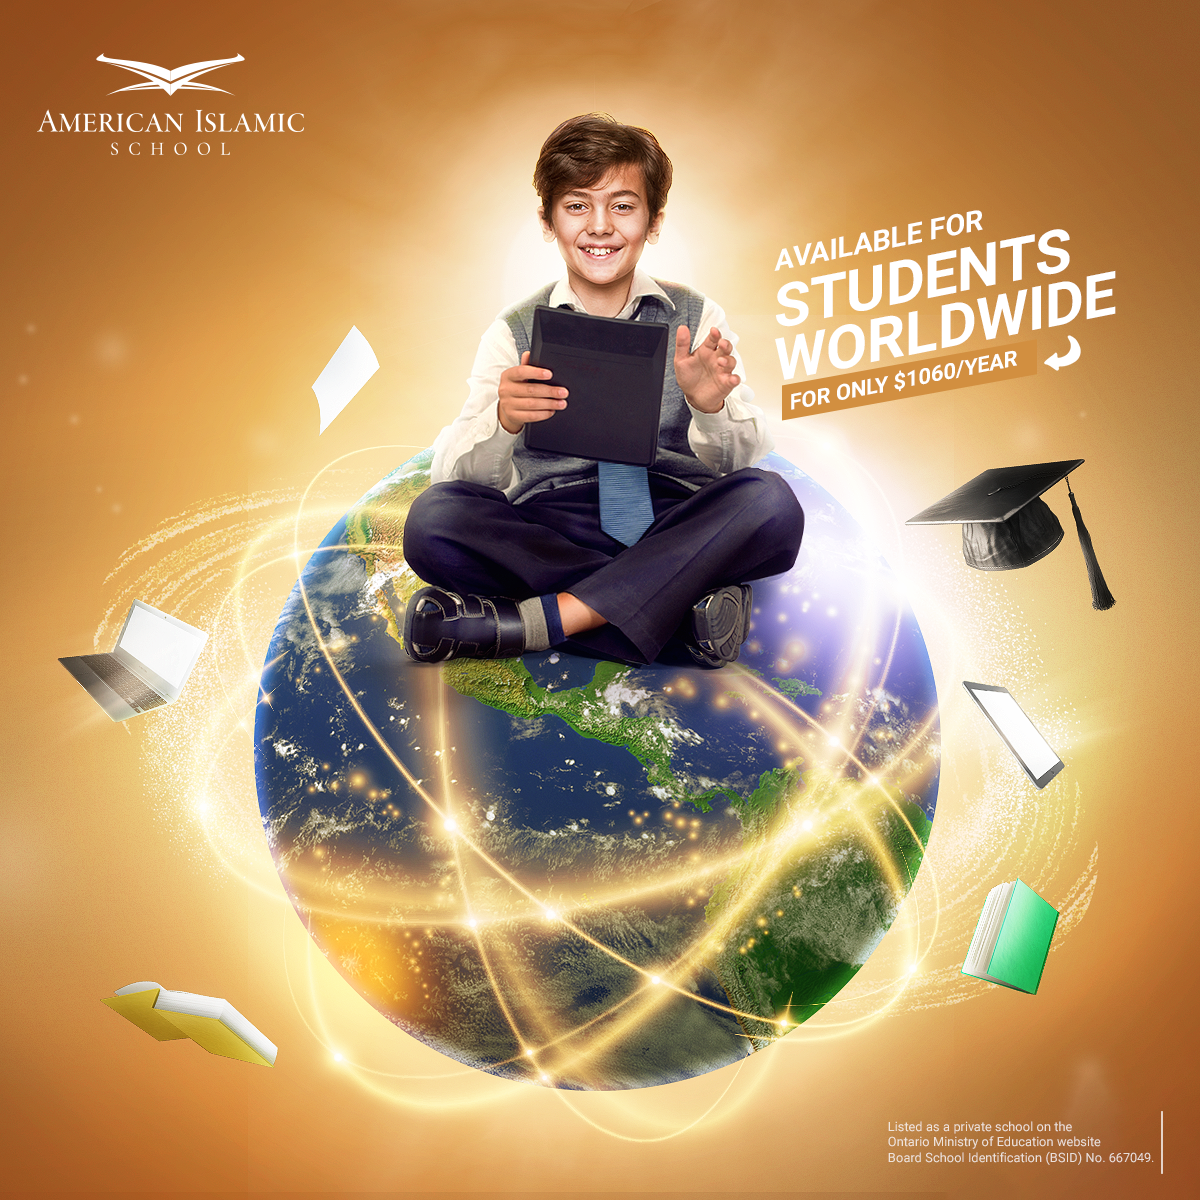 AMERICAN ISLAMIC
SCHOOL
AVAILABLE FOR
STUDENTS
WORLDWIDE
FOR ONLY $1060/YEAR
Listed as a private school on the
Ontario Ministry of Education website
Board School Identification (BSID) No. 667049.